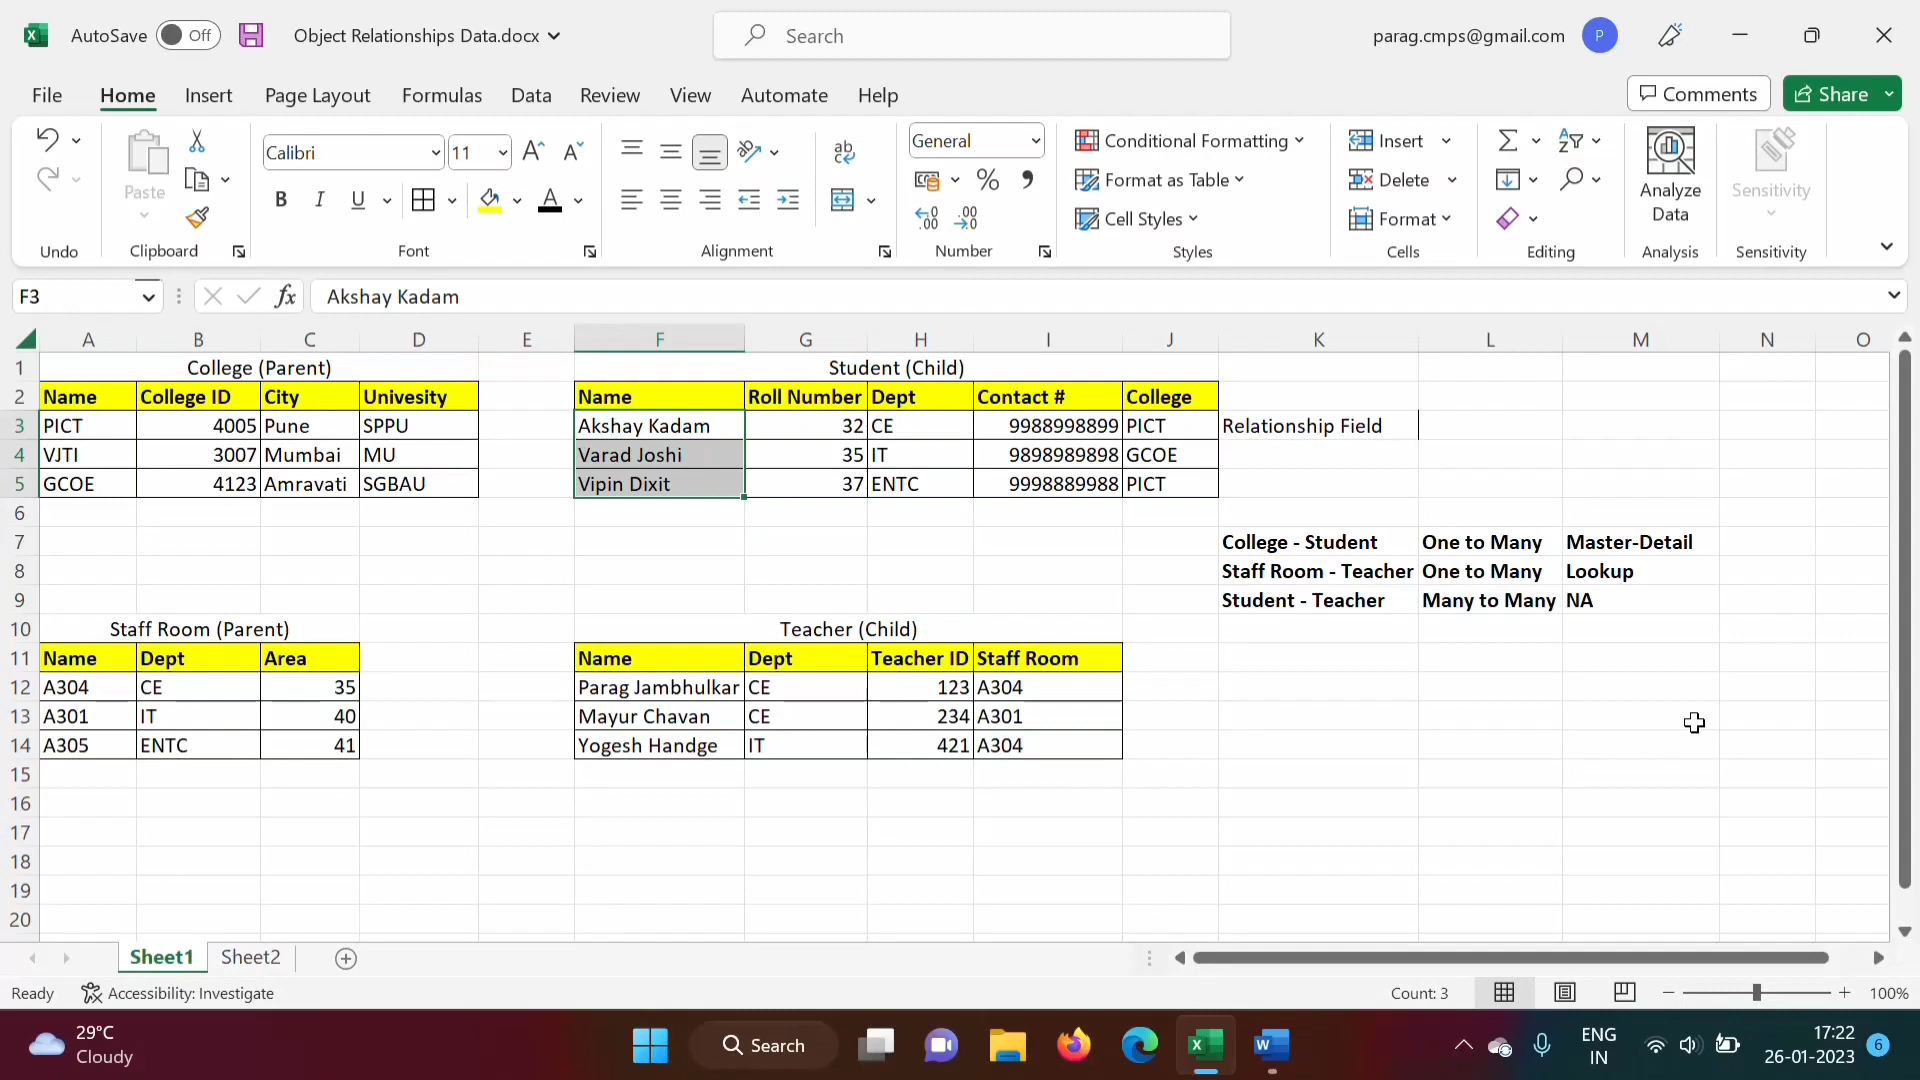 AutoSave Off Object Relationships Data.docx Search parag.cmps@gmail.com P
File Home Insert Page Layout Formulas Data Review View Automate Help Comments Share
Paste Calibri 11 General Conditional Formatting Format as Table Cell Styles Insert Delete Format Analyze Data Sensitivity
Undo Clipboard Font Alignment Number Styles Cells Editing Analysis Sensitivity
F3 fx Akshay Kadam
A B C D E F G H I J K L M N O
1 College (Parent) Student (Child)
2 Name College ID City Univesity Name Roll Number Dept Contact # College
3 PICT 4005 Pune SPPU Akshay Kadam 32 CE 9988998899 PICT Relationship Field
4 VJTI 3007 Mumbai MU Varad Joshi 35 IT 9898989898 GCOE
5 GCOE 4123 Amravati SGBAU Vipin Dixit 37 ENTC 9998889988 PICT
6
7 College - Student One to Many Master-Detail
8 Staff Room - Teacher One to Many Lookup
9 Student - Teacher Many to Many NA
10 Staff Room (Parent) Teacher (Child)
11 Name Dept Area Name Dept Teacher ID Staff Room
12 A304 CE 35 Parag Jambhulkar CE 123 A304
13 A301 IT 40 Mayur Chavan CE 234 A301
14 A305 ENTC 41 Yogesh Handge IT 421 A304
15
16
17
18
19
20
Sheet1 Sheet2
Ready Accessibility: Investigate Count: 3 100%
29°C Cloudy Search ENG IN 17:22 26-01-2023 6